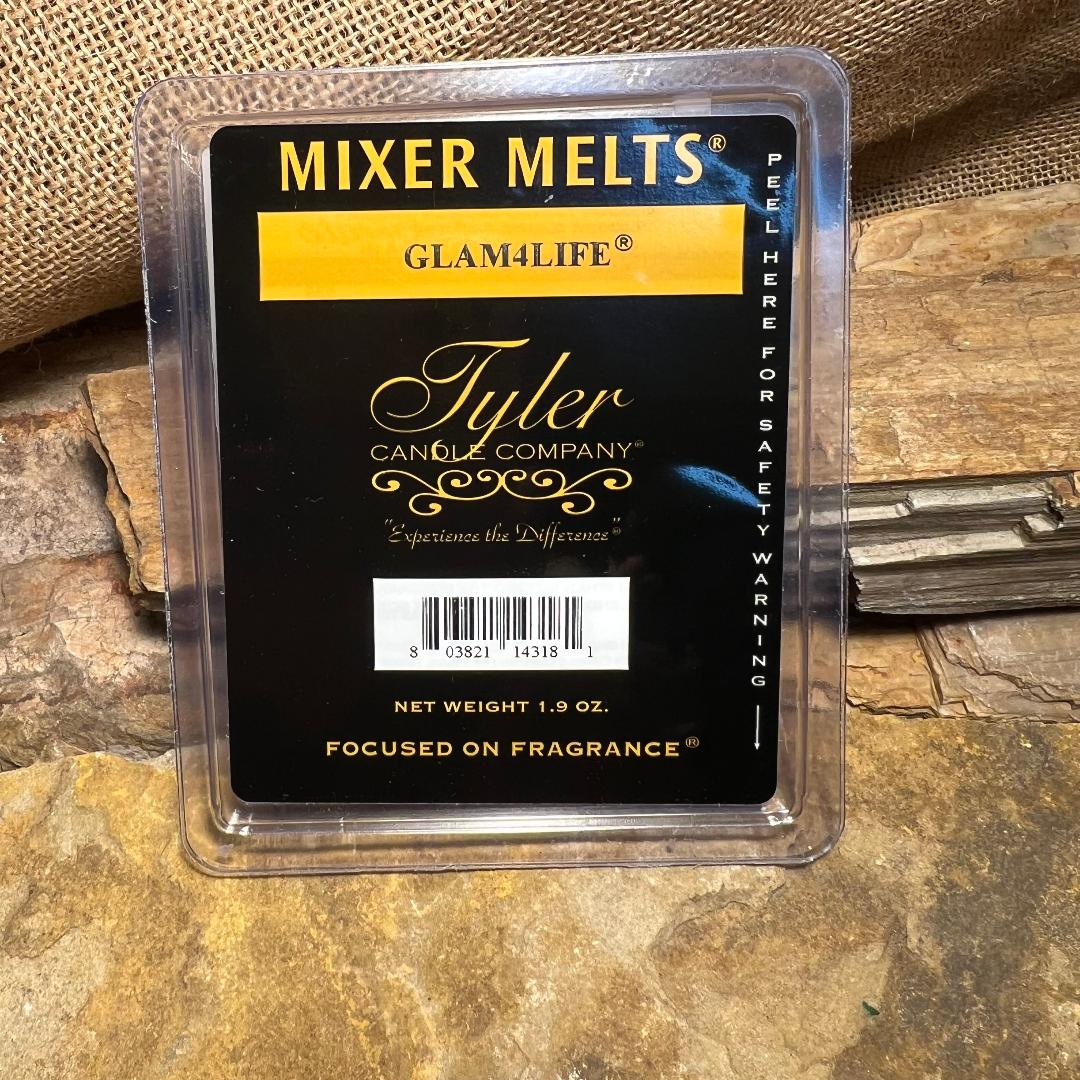 MIXER MELTS®
GLAM4LIFE®
Tyler
CANDLE COMPANY®
"Experience the Difference"®
8 03821 14318 1
NET WEIGHT 1.9 OZ.
FOCUSED ON FRAGRANCE®
PEEL HERE FOR SAFETY WARNING